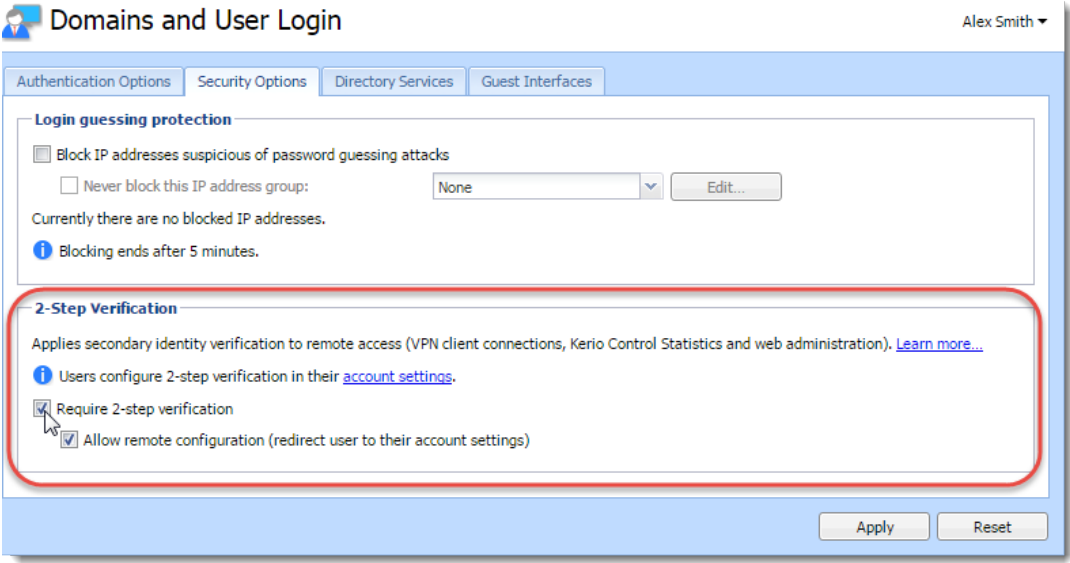 Domains and User Login
Alex Smith
Authentication Options
Security Options
Directory Services
Guest Interfaces
Login guessing protection
Block IP addresses suspicious of password guessing attacks
Never block this IP address group:
None
Edit...
Currently there are no blocked IP addresses.
Blocking ends after 5 minutes.
2-Step Verification
Applies secondary identity verification to remote access (VPN client connections, Kerio Control Statistics and web administration). Learn more...
Users configure 2-step verification in their account settings.
Require 2-step verification
Allow remote configuration (redirect user to their account settings)
Apply
Reset